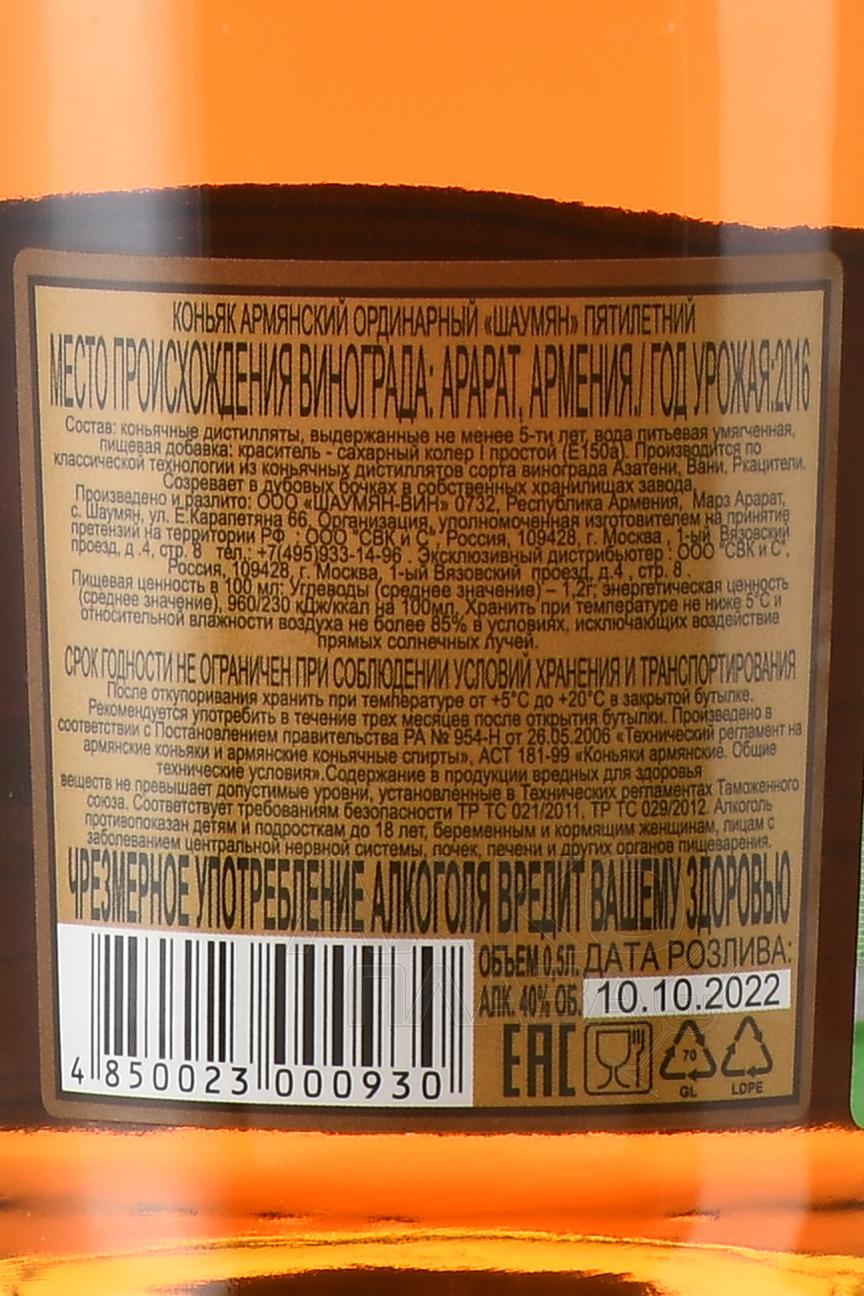 КОНЬЯК АРМЯНСКИЙ ОРДИНАРНЫЙ «ШАУМЯН» ПЯТИЛЕТНИЙ
МЕСТО ПРОИСХОЖДЕНИЯ ВИНОГРАДА: АРАРАТ, АРМЕНИЯ./ ГОД УРОЖАЯ:2016
Состав: коньячные дистилляты, выдержанные не менее 5-ти лет, вода питьевая умягченная,
пищевая добавка: краситель - сахарный колер I простой (Е150а). Производится по
классической технологии из коньячных дистиллятов сорта винограда Азатени, Вани, Ркацители.
Созревает в дубовых бочках в собственных хранилищах завода.
Произведено и разлито: ООО «ШАУМЯН-ВИН» 0732, Республика Армения, Марз Арарат,
с. Шаумян, ул. Е.Карапетяна 66, Организация, уполномоченная изготовителем на принятие
претензий на территории РФ : ООО "СВК и С", Россия, 109428, г. Москва , 1-ый Вязовский
проезд, д .4, стр. 8 тел.: +7(495)933-14-96 . Эксклюзивный дистрибьютер : ООО "СВК и С",
Россия, 109428, г. Москва, 1-ый Вязовский проезд, д.4 , стр. 8 .
Пищевая ценность в 100 мл: Углеводы (среднее значение) – 1,2г; энергетическая ценность
(среднее значение), 960/230 кДж/ккал на 100мл. Хранить при температуре не ниже 5°С и
относительной влажности воздуха не более 85% в условиях, исключающих воздействие
прямых солнечных лучей.
СРОК ГОДНОСТИ НЕ ОГРАНИЧЕН ПРИ СОБЛЮДЕНИИ УСЛОВИЙ ХРАНЕНИЯ И ТРАНСПОРТИРОВАНИЯ
После откупоривания хранить при температуре от +5°С до +20°С в закрытой бутылке.
Рекомендуется употребить в течение трех месяцев после открытия бутылки. Произведено в
соответствии с Постановлением правительства РА № 954-Н от 26.05.2006 «Технический регламент на
армянские коньяки и армянские коньячные спирты», АСТ 181-99 «Коньяки армянские. Общие
технические условия».Содержание в продукции вредных для здоровья
веществ не превышает допустимые уровни, установленные в Технических регламентах Таможенного
союза. Соответствует требованиям безопасности ТР ТС 021/2011, ТР ТС 029/2012. Алкоголь
противопоказан детям и подросткам до 18 лет, беременным и кормящим женщинам, лицам с
заболеванием центральной нервной системы, почек, печени и других органов пищеварения.
ЧРЕЗМЕРНОЕ УПОТРЕБЛЕНИЕ АЛКОГОЛЯ ВРЕДИТ ВАШЕМУ ЗДОРОВЬЮ
ОБЪЕМ 0,5Л. ДАТА РОЗЛИВА:
АЛК. 40% ОБ. 10.10.2022
EAC 70 GL LDPE
4 850023 000930